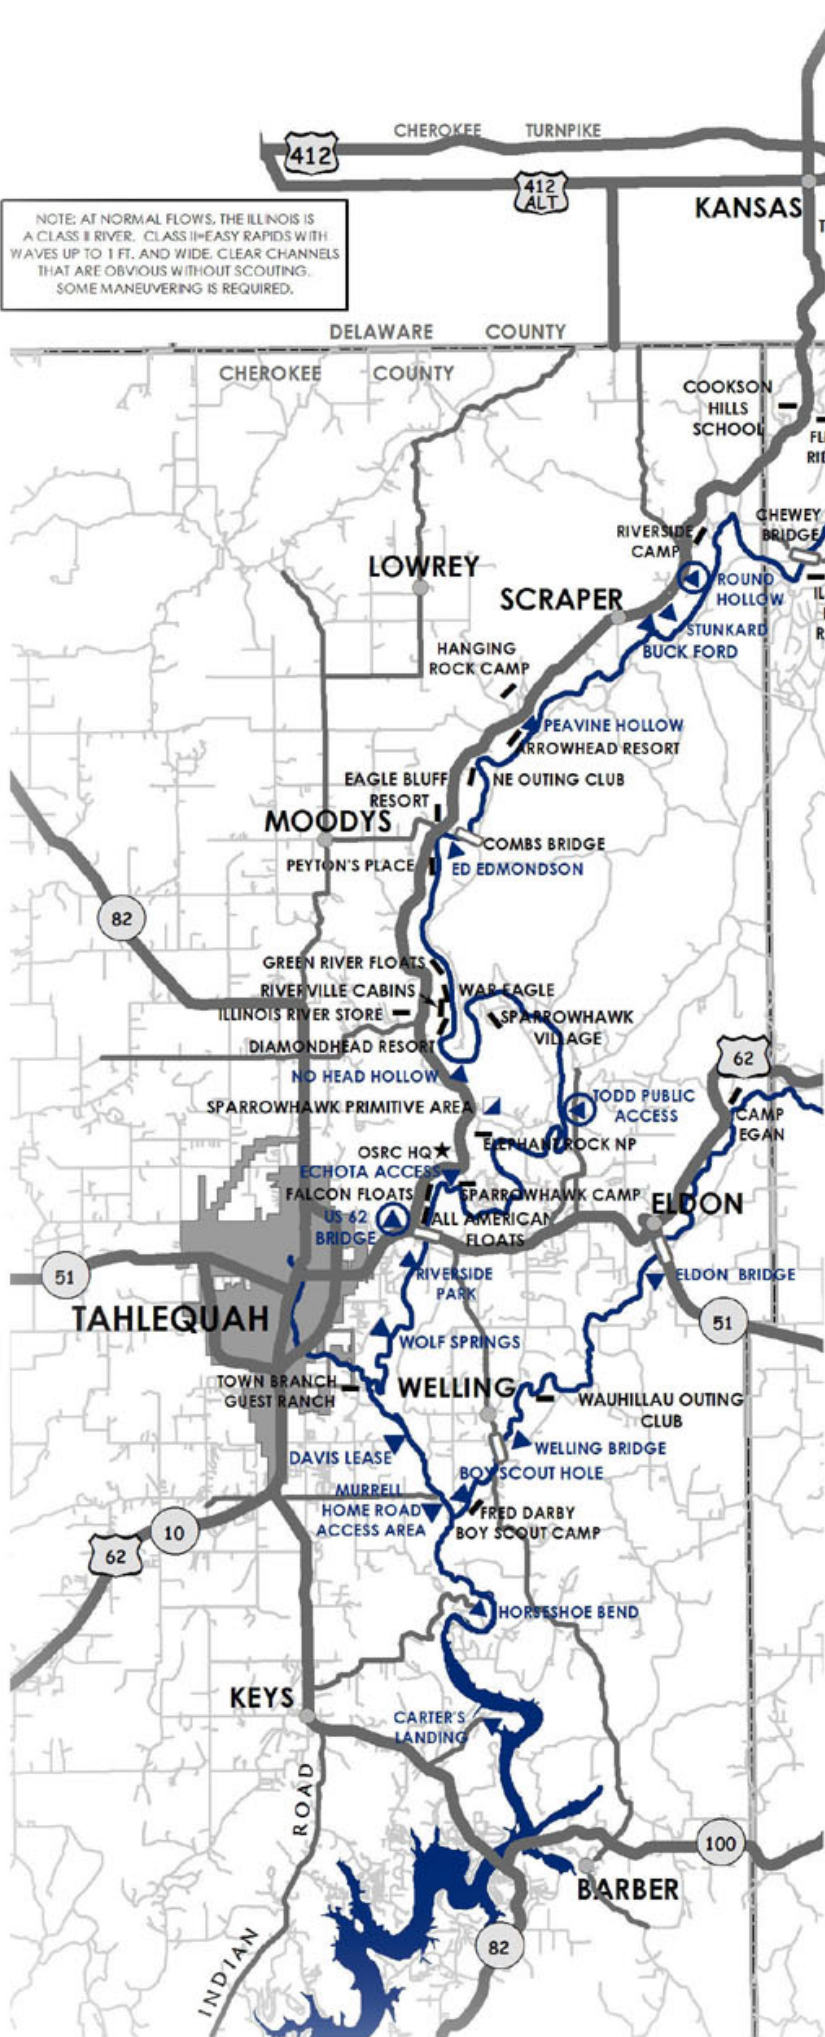 CHEROKEE TURNPIKE
412
412
ALT
KANSAS
NOTE: AT NORMAL FLOWS, THE ILLINOIS IS
A CLASS II RIVER. CLASS II=EASY RAPIDS WITH
WAVES UP TO 1 FT. AND WIDE, CLEAR CHANNELS
THAT ARE OBVIOUS WITHOUT SCOUTING.
SOME MANEUVERING IS REQUIRED.
DELAWARE COUNTY
CHEROKEE COUNTY
COOKSON
HILLS
SCHOOL
CHEWEY
BRIDGE
RIVERSIDE
CAMP
LOWREY
ROUND
HOLLOW
SCRAPER
STUNKARD
BUCK FORD
HANGING
ROCK CAMP
PEAVINE HOLLOW
ARROWHEAD RESORT
EAGLE BLUFF
RESORT
NE OUTING CLUB
MOODYS
COMBS BRIDGE
PEYTON'S PLACE
ED EDMONDSON
82
GREEN RIVER FLOATS
RIVERVILLE CABINS
WAR EAGLE
ILLINOIS RIVER STORE
SPARROWHAWK
VILLAGE
DIAMONDHEAD RESORT
62
NO HEAD HOLLOW
TODD PUBLIC
ACCESS
SPARROWHAWK PRIMITIVE AREA
CAMP
EGAN
ELEPHANT ROCK NP
OSRC HQ
ECHOTA ACCESS
FALCON FLOATS
SPARROWHAWK CAMP
ELDON
US 62
BRIDGE
ALL AMERICAN
FLOATS
51
RIVERSIDE
PARK
ELDON BRIDGE
TAHLEQUAH
51
WOLF SPRINGS
TOWN BRANCH
GUEST RANCH
WELLING
WAUHILLAU OUTING
CLUB
DAVIS LEASE
WELLING BRIDGE
BOY SCOUT HOLE
MURRELL
HOME ROAD
ACCESS AREA
FRED DARBY
BOY SCOUT CAMP
10
62
HORSESHOE BEND
KEYS
CARTER'S
LANDING
ROAD
100
BARBER
82
INDIAN